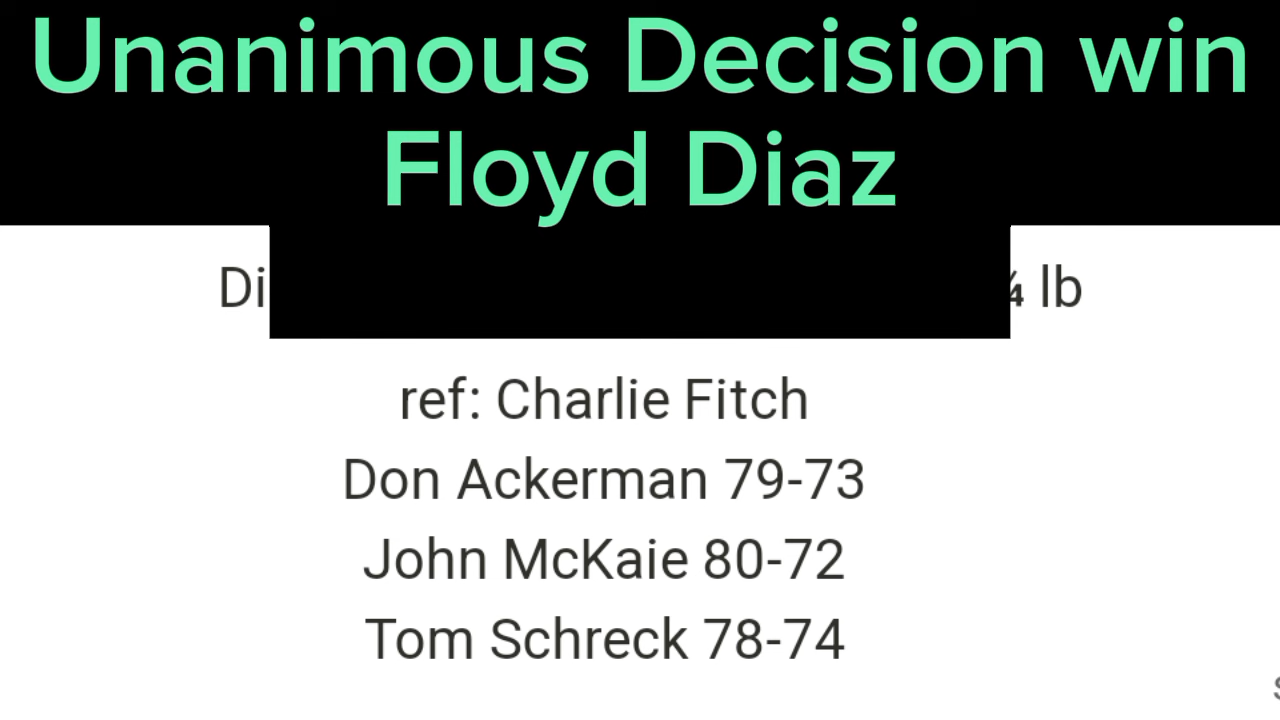 Unanimous Decision win
Floyd Diaz
lb
ref: Charlie Fitch
Don Ackerman 79-73
John McKaie 80-72
Tom Schreck 78-74